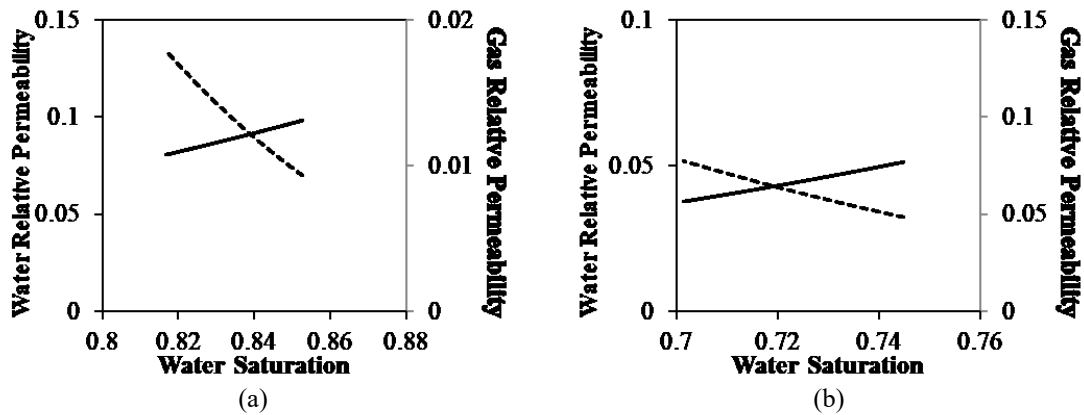 Water Relative Permeability
0.15
0.1
0.05
0
0.8
0.82
0.84
0.86
0.88
Water Saturation
0.02
0.01
0
Gas Relative Permeability
(a)
Water Relative Permeability
0.1
0.05
0
0.7
0.72
0.74
0.76
Water Saturation
0.15
0.1
0.05
0
Gas Relative Permeability
(b)